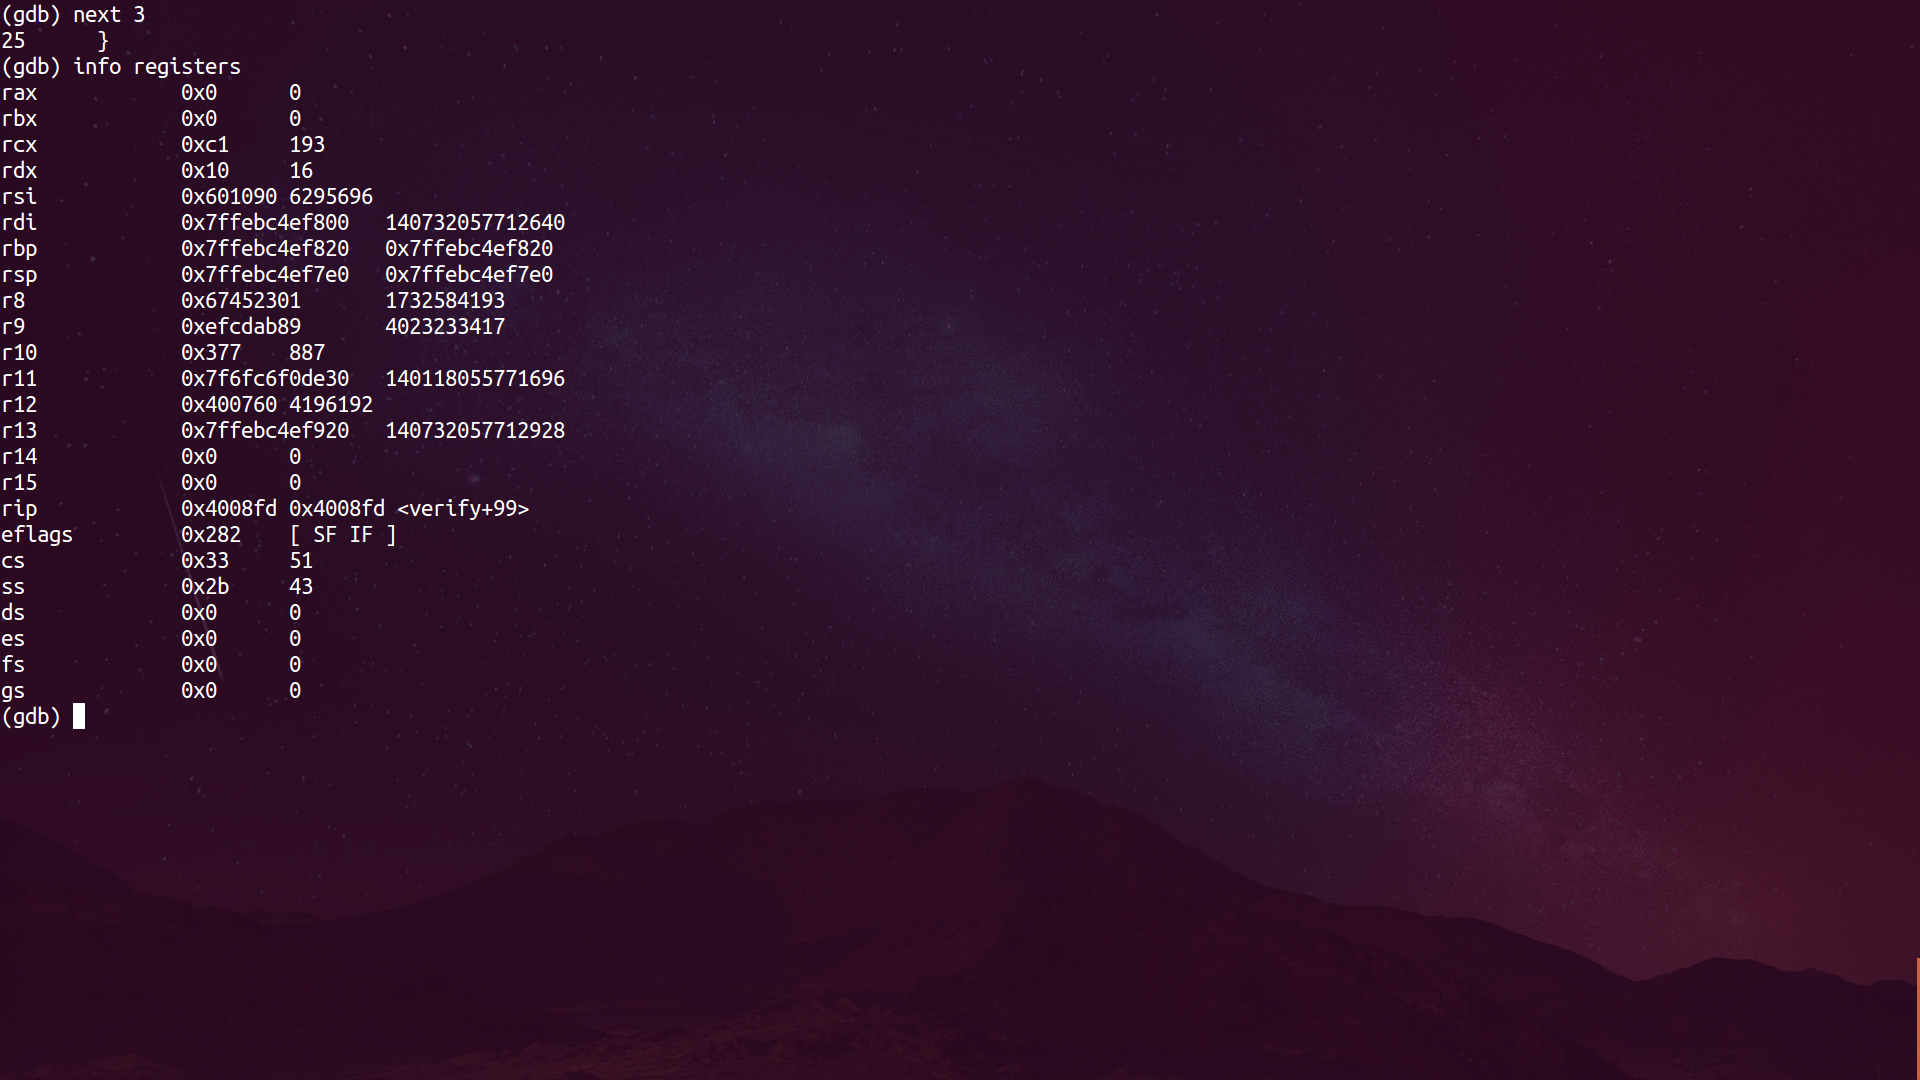 (gdb) next 3
25      }
(gdb) info registers
rax            0x0      0
rbx            0x0      0
rcx            0xc1     193
rdx            0x10     16
rsi            0x601090 6295696
rdi            0x7ffebc4ef800   140732057712640
rbp            0x7ffebc4ef820   0x7ffebc4ef820
rsp            0x7ffebc4ef7e0   0x7ffebc4ef7e0
r8             0x67452301       1732584193
r9             0xefcdab89       4023233417
r10            0x377    887
r11            0x7f6fc6f0de30   140118055771696
r12            0x400760 4196192
r13            0x7ffebc4ef920   140732057712928
r14            0x0      0
r15            0x0      0
rip            0x4008fd 0x4008fd <verify+99>
eflags         0x282    [ SF IF ]
cs             0x33     51
ss             0x2b     43
ds             0x0      0
es             0x0      0
fs             0x0      0
gs             0x0      0
(gdb)